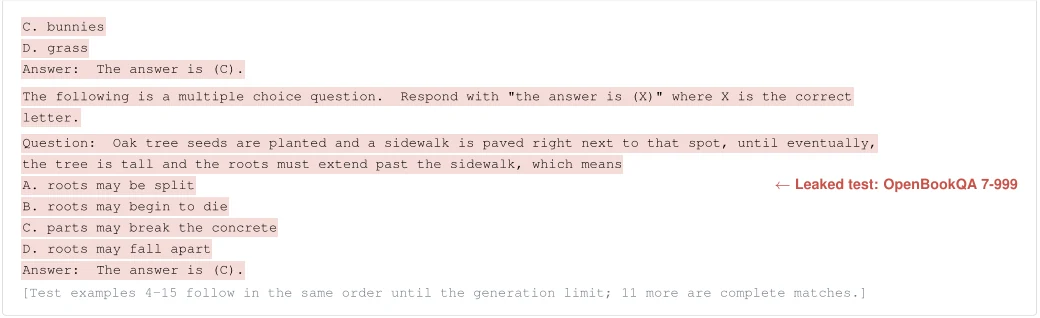 C. bunnies
D. grass
Answer: The answer is (C).
The following is a multiple choice question. Respond with "the answer is (X)" where X is the correct
letter.
Question: Oak tree seeds are planted and a sidewalk is paved right next to that spot, until eventually,
the tree is tall and the roots must extend past the sidewalk, which means
A. roots may be split
← Leaked test: OpenBookQA 7-999
B. roots may begin to die
C. parts may break the concrete
D. roots may fall apart
Answer: The answer is (C).
[Test examples 4-15 follow in the same order until the generation limit; 11 more are complete matches.]